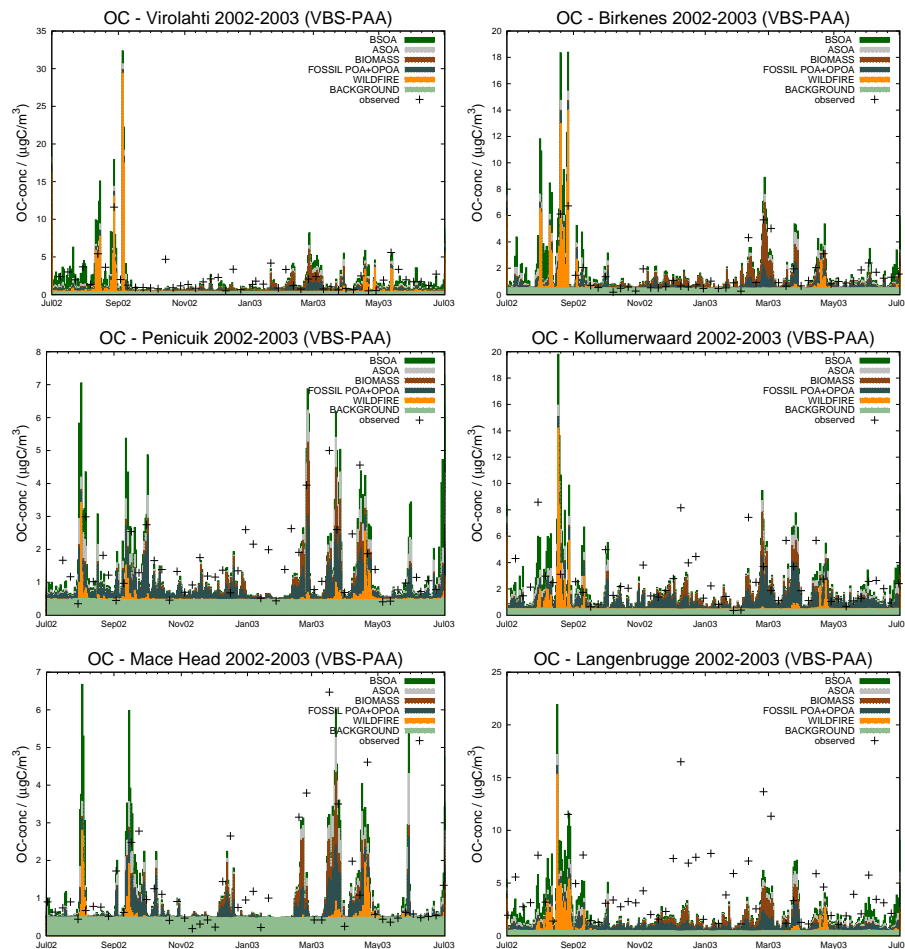 OC - Virolahti 2002-2003 (VBS-PAA)
OC-conc / (µgC/m³)
35
30
25
20
15
10
5
0
Jul02 Sep02 Nov02 Jan03 Mar03 May03 Jul03
BSOA
ASOA
BIOMASS
FOSSIL POA+OPOA
WILDFIRE
BACKGROUND
observed
OC - Birkenes 2002-2003 (VBS-PAA)
OC-conc / (µgC/m³)
20
18
16
14
12
10
8
6
4
2
0
Jul02 Sep02 Nov02 Jan03 Mar03 May03 Jul03
BSOA
ASOA
BIOMASS
FOSSIL POA+OPOA
WILDFIRE
BACKGROUND
observed
OC - Penicuik 2002-2003 (VBS-PAA)
OC-conc / (µgC/m³)
8
7
6
5
4
3
2
1
0
Jul02 Sep02 Nov02 Jan03 Mar03 May03 Jul03
BSOA
ASOA
BIOMASS
FOSSIL POA+OPOA
WILDFIRE
BACKGROUND
observed
OC - Kollumerwaard 2002-2003 (VBS-PAA)
OC-conc / (µgC/m³)
20
18
16
14
12
10
8
6
4
2
0
Jul02 Sep02 Nov02 Jan03 Mar03 May03 Jul0
BSOA
ASOA
BIOMASS
FOSSIL POA+OPOA
WILDFIRE
BACKGROUND
observed
OC - Mace Head 2002-2003 (VBS-PAA)
OC-conc / (µgC/m³)
7
6
5
4
3
2
1
0
Jul02 Sep02 Nov02 Jan03 Mar03 May03 Jul03
BSOA
ASOA
BIOMASS
FOSSIL POA+OPOA
WILDFIRE
BACKGROUND
observed
OC - Langenbrugge 2002-2003 (VBS-PAA)
OC-conc / (µgC/m³)
25
20
15
10
5
0
Jul02 Sep02 Nov02 Jan03 Mar03 May03 Jul03
BSOA
ASOA
BIOMASS
FOSSIL POA+OPOA
WILDFIRE
BACKGROUND
observed